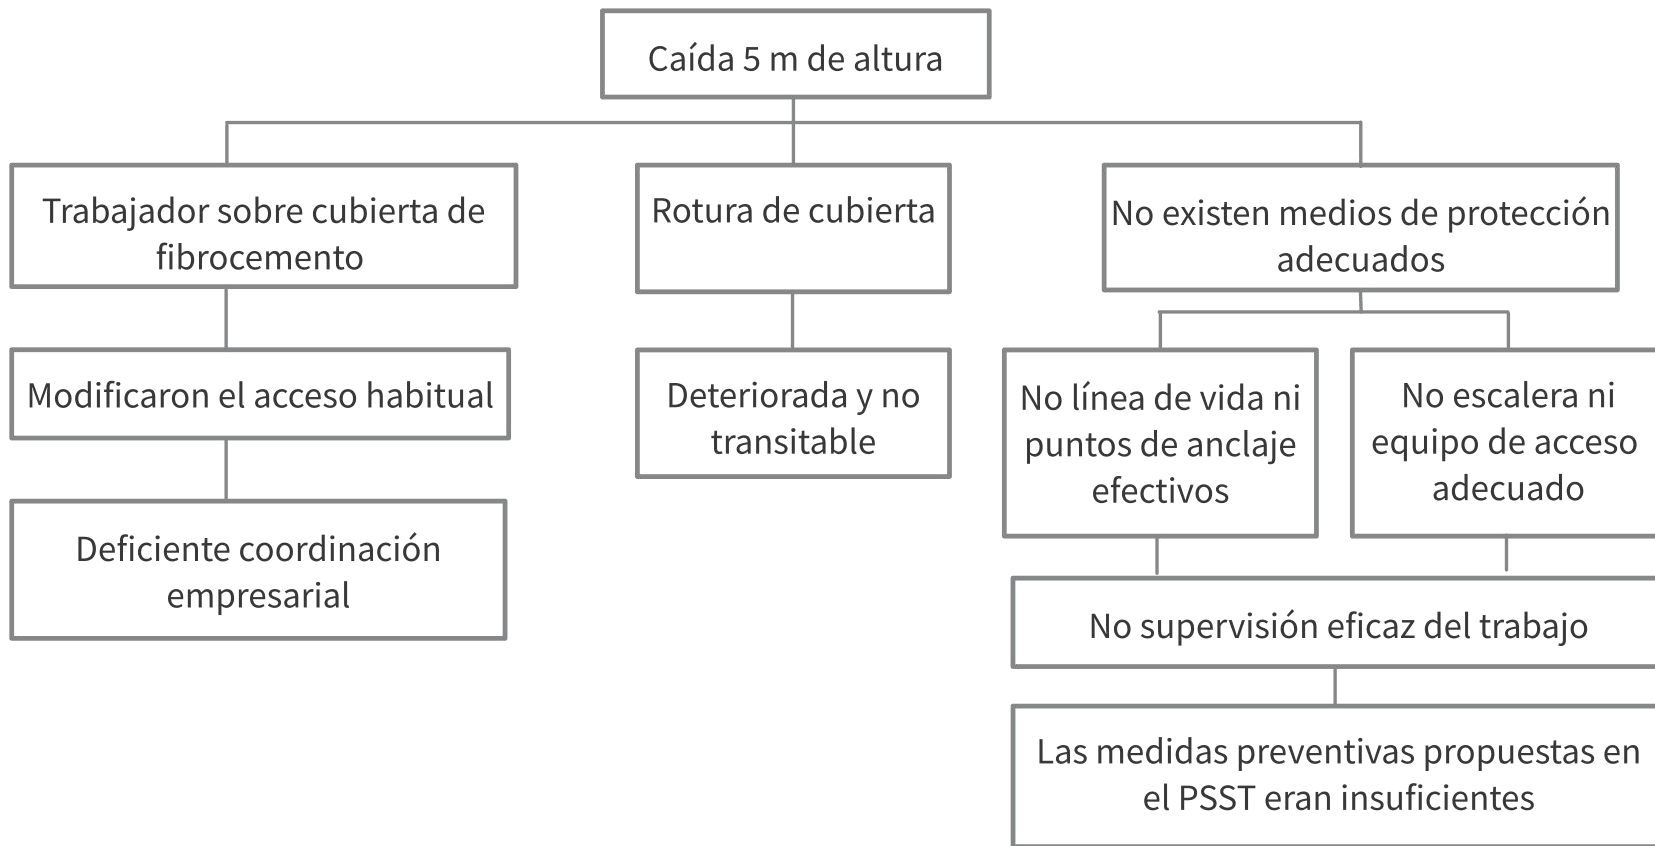 Caída 5 m de altura
Trabajador sobre cubierta de
fibrocemento
Rotura de cubierta
No existen medios de protección
adecuados
Modificaron el acceso habitual
Deteriorada y no
transitable
No línea de vida ni
puntos de anclaje
efectivos
No escalera ni
equipo de acceso
adecuado
Deficiente coordinación
empresarial
No supervisión eficaz del trabajo
Las medidas preventivas propuestas en
el PSST eran insuficientes